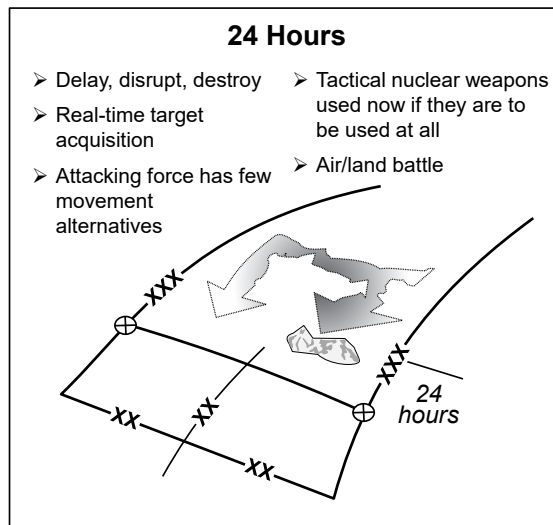 24 Hours
➢ Delay, disrupt, destroy
➢ Real-time target
acquisition
➢ Attacking force has few
movement
alternatives
➢ Tactical nuclear weapons
used now if they are to
be used at all
➢ Air/land battle
XXX
XXX
24
hours
XX
XX
XX